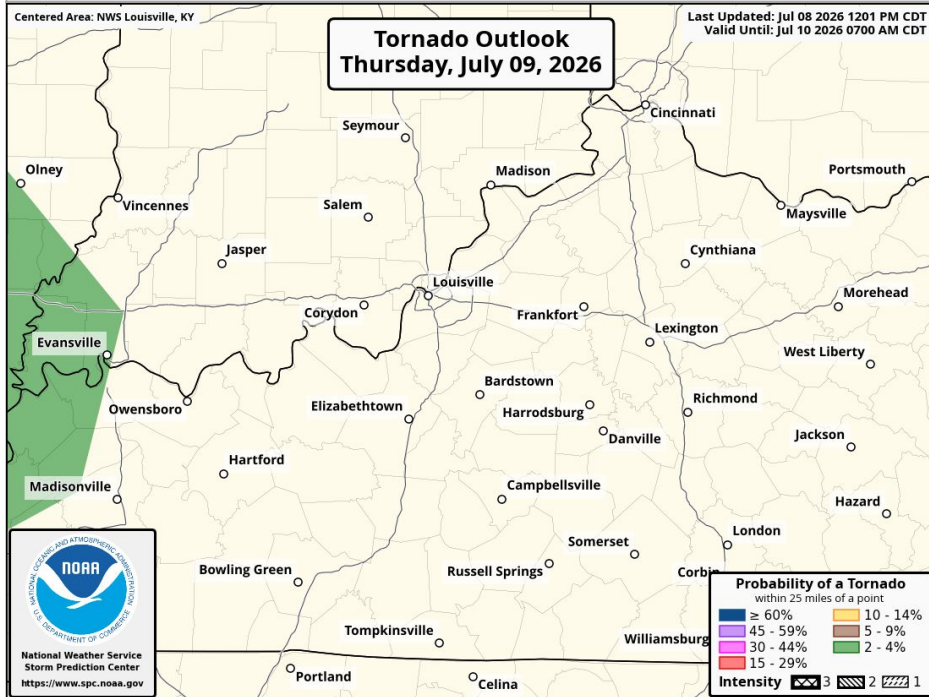 Centered Area: NWS Louisville, KY
Tornado Outlook
Thursday, July 09, 2026
Last Updated: Jul 08 2026 1201 PM CDT
Valid Until: Jul 10 2026 0700 AM CDT
Cincinnati
Seymour
Olney
Madison
Portsmouth
Vincennes
Salem
Maysville
Jasper
Cynthiana
Louisville
Morehead
Corydon
Frankfort
Lexington
Evansville
West Liberty
Bardstown
Owensboro
Elizabethtown
Harrodsburg
Richmond
Danville
Jackson
Hartford
Madisonville
Campbellsville
Hazard
London
Somerset
Bowling Green
Russell Springs
Corbin
Tompkinsville
Williamsburg
Portland
Celina
NATIONAL OCEANIC AND ATMOSPHERIC ADMINISTRATION
NOAA
U.S. DEPARTMENT OF COMMERCE
National Weather Service
Storm Prediction Center
https://www.spc.noaa.gov
Probability of a Tornado
within 25 miles of a point
≥ 60%
45 - 59%
30 - 44%
15 - 29%
10 - 14%
5 - 9%
2 - 4%
Intensity 3 2 1